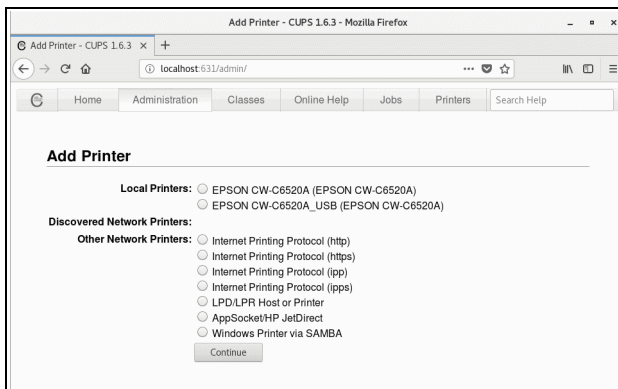 Add Printer - CUPS 1.6.3 - Mozilla Firefox
Add Printer - CUPS 1.6.3
localhost:631/admin/
Home Administration Classes Online Help Jobs Printers Search Help
Add Printer
Local Printers: EPSON CW-C6520A (EPSON CW-C6520A)
EPSON CW-C6520A_USB (EPSON CW-C6520A)
Discovered Network Printers:
Other Network Printers: Internet Printing Protocol (http)
Internet Printing Protocol (https)
Internet Printing Protocol (ipp)
Internet Printing Protocol (ipps)
LPD/LPR Host or Printer
AppSocket/HP JetDirect
Windows Printer via SAMBA
Continue